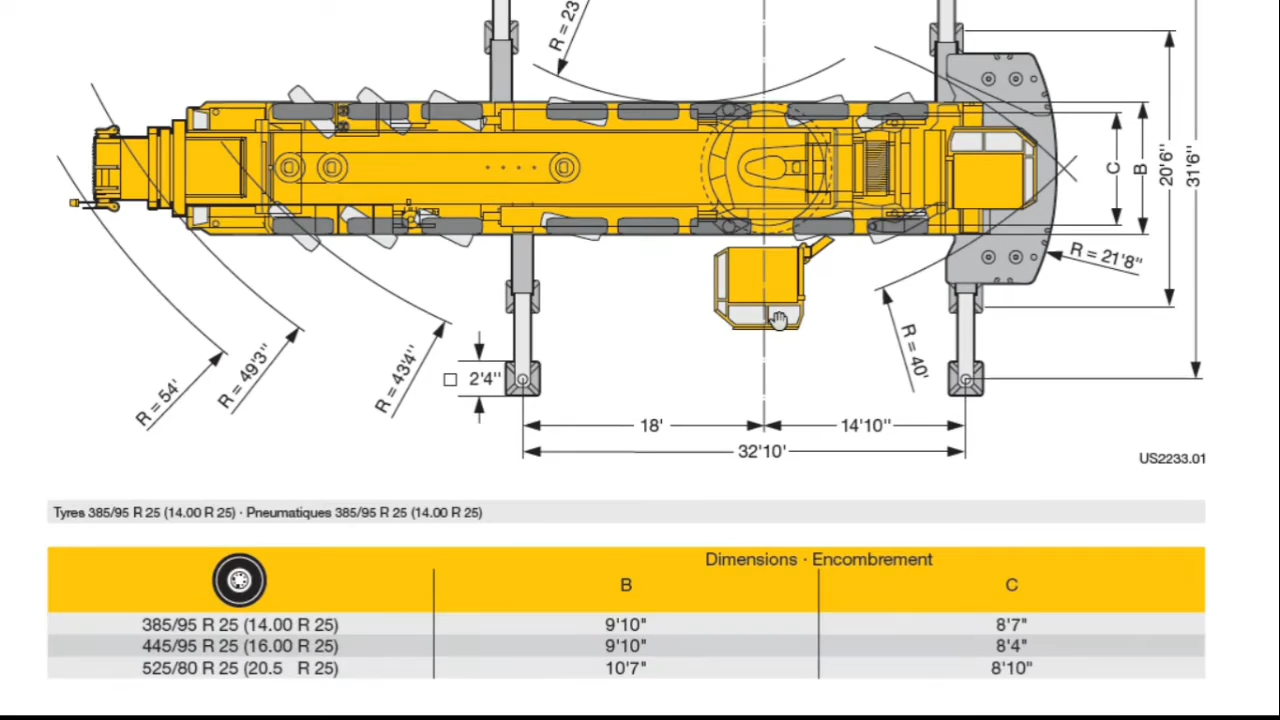 R = 23
C
B
20'6"
31'6"
R = 21'8"
R = 40'
R = 54'
R = 49'3"
R = 43'4"
2'4"
18'
14'10"
32'10'
US2233.01
Tyres 385/95 R 25 (14.00 R 25) · Pneumatiques 385/95 R 25 (14.00 R 25)
Dimensions · Encombrement
B C
385/95 R 25 (14.00 R 25) 9'10" 8'7"
445/95 R 25 (16.00 R 25) 9'10" 8'4"
525/80 R 25 (20.5 R 25) 10'7" 8'10"